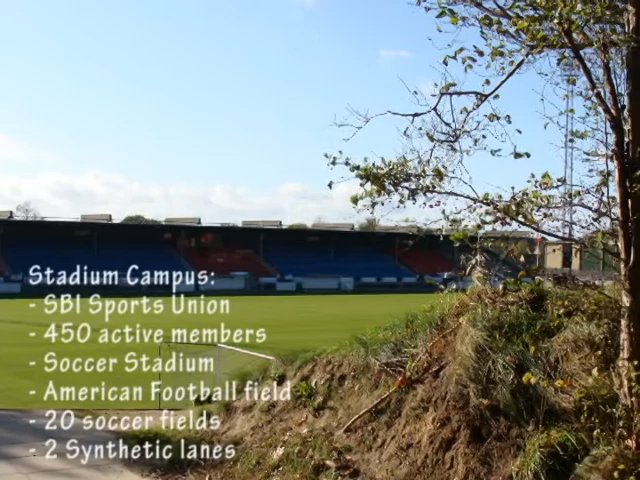 Stadium Campus:
- SBI Sports Union
- 450 active members
- Soccer Stadium
- American Football field
- 20 soccer fields
- 2 Synthetic lanes